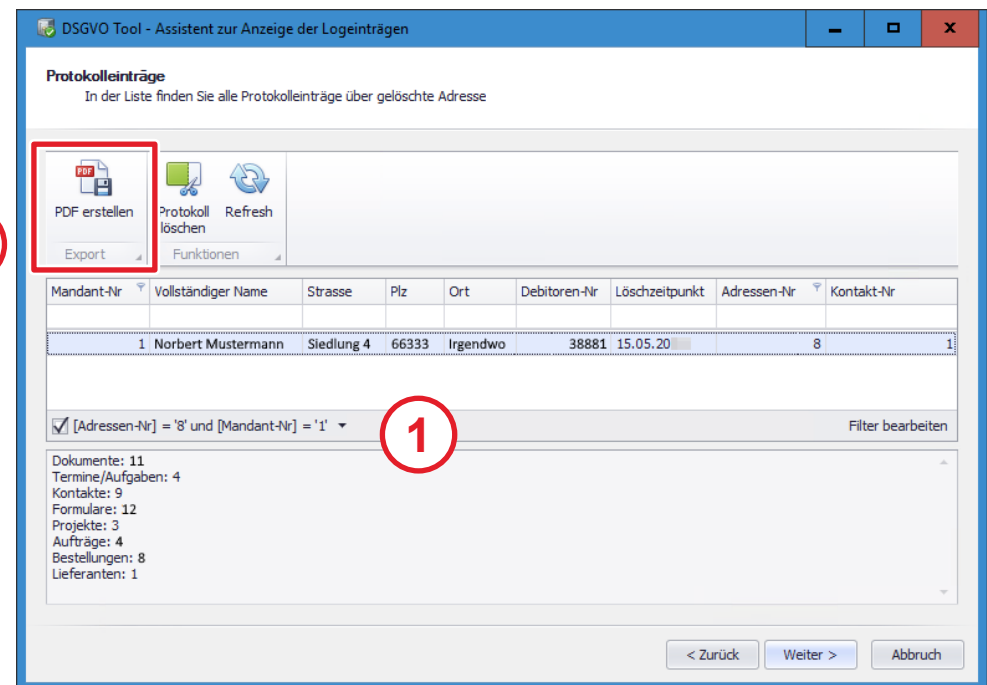 DSGVO Tool - Assistent zur Anzeige der Logeinträgen
Protokolleinträge
In der Liste finden Sie alle Protokolleinträge über gelöschte Adresse
PDF
PDF erstellen
Protokoll löschen
Refresh
Export
Funktionen
Mandant-Nr Vollständiger Name Strasse Plz Ort Debitoren-Nr Löschzeitpunkt Adressen-Nr Kontakt-Nr
1 Norbert Mustermann Siedlung 4 66333 Irgendwo 38881 15.05.20 8 1
[Adressen-Nr] = '8' und [Mandant-Nr] = '1' Filter bearbeiten
1
Dokumente: 11
Termine/Aufgaben: 4
Kontakte: 9
Formulare: 12
Projekte: 3
Aufträge: 4
Bestellungen: 8
Lieferanten: 1
< Zurück Weiter > Abbruch